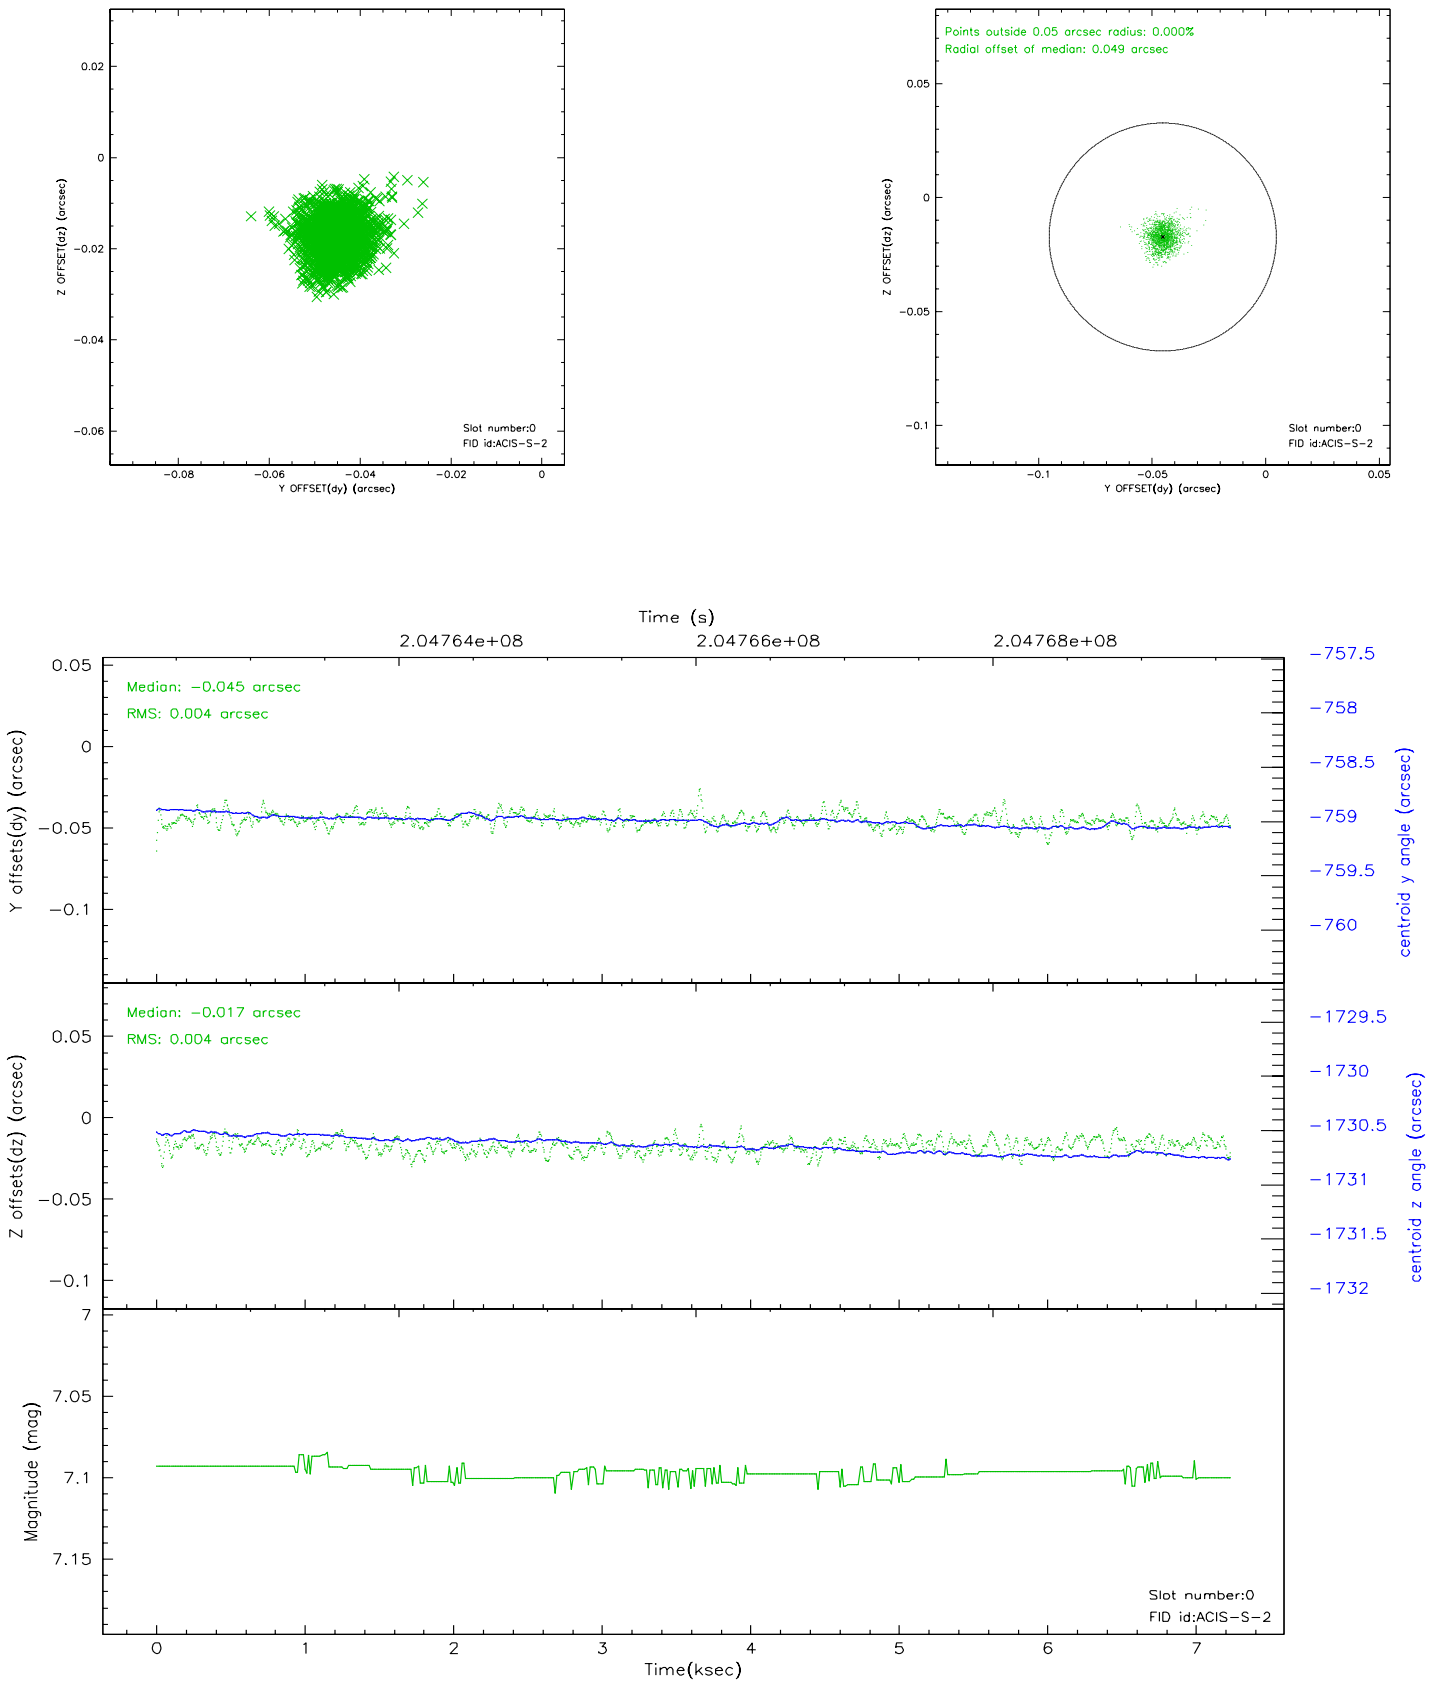 0.02
0
−0.02
−0.04
−0.06
Z OFFSET(dz) (arcsec)
Slot number:0
FID id:ACIS−S−2
−0.08
−0.06
−0.04
−0.02
0
Y OFFSET(dy) (arcsec)
Points outside 0.05 arcsec radius: 0.000%
Radial offset of median: 0.049 arcsec
0.05
0
−0.05
−0.1
Z OFFSET(dz) (arcsec)
Slot number:0
FID id:ACIS−S−2
−0.1
−0.05
0
0.05
Y OFFSET(dy) (arcsec)
Time (s)
2.04764e+08
2.04766e+08
2.04768e+08
0.05
0
−0.05
−0.1
Y offsets(dy) (arcsec)
Median: −0.045 arcsec
RMS: 0.004 arcsec
−757.5
−758
−758.5
−759
−759.5
−760
centroid y angle (arcsec)
0.05
0
−0.05
−0.1
Z offsets(dz) (arcsec)
Median: −0.017 arcsec
RMS: 0.004 arcsec
−1729.5
−1730
−1730.5
−1731
−1731.5
−1732
centroid z angle (arcsec)
7
7.05
7.1
7.15
Magnitude (mag)
Slot number:0
FID id:ACIS−S−2
0
1
2
3
4
5
6
7
Time(ksec)